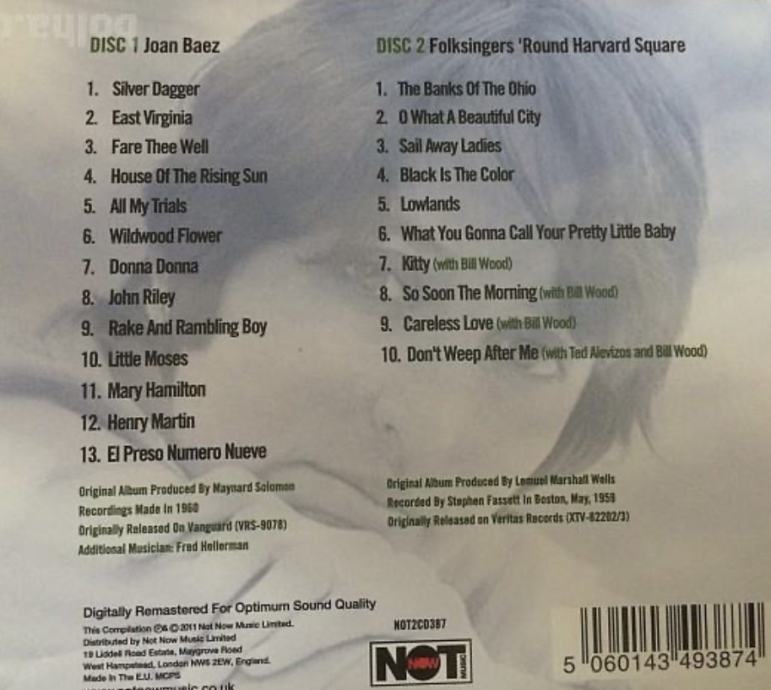 bolha.
DISC 1 Joan Baez
1. Silver Dagger
2. East Virginia
3. Fare Thee Well
4. House Of The Rising Sun
5. All My Trials
6. Wildwood Flower
7. Donna Donna
8. John Riley
9. Rake And Rambling Boy
10. Little Moses
11. Mary Hamilton
12. Henry Martin
13. El Preso Numero Nueve
Original Album Produced By Maynard Solomon
Recordings Made In 1960
Originally Released On Vanguard (VRS-9078)
Additional Musician: Fred Hellerman
DISC 2 Folksingers 'Round Harvard Square
1. The Banks Of The Ohio
2. O What A Beautiful City
3. Sail Away Ladies
4. Black Is The Color
5. Lowlands
6. What You Gonna Call Your Pretty Little Baby
7. Kitty (with Bill Wood)
8. So Soon The Morning (with Bill Wood)
9. Careless Love (with Bill Wood)
10. Don't Weep After Me (with Ted Alevizos and Bill Wood)
Original Album Produced By Lemuel Marshall Wells
Recorded By Stephen Fassett In Boston, May, 1959
Originally Released on Veritas Records (XTV-62202/3)
Digitally Remastered For Optimum Sound Quality
This Compilation ℗& © 2011 Not Now Music Limited.
Distributed by Not Now Music Limited
19 Liddell Road Estate, Maygrove Road
West Hampstead, London NW6 2EW, England.
Made In The E.U. MCPS
www.notnowmusic.co.uk
NOT2CD387
NOT NOW MUSIC
5 060143 493874